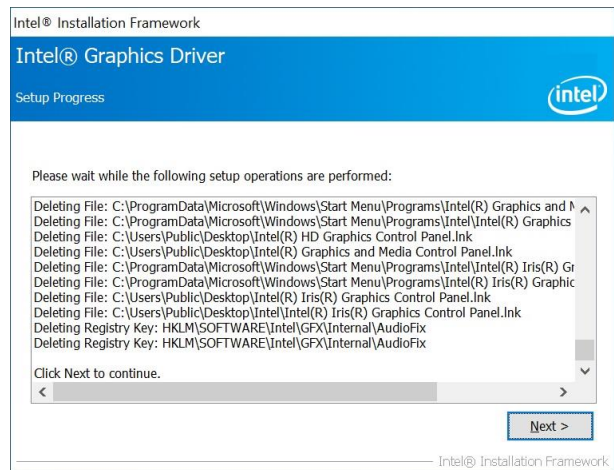 Intel® Installation Framework
Intel® Graphics Driver
Setup Progress
intel
Please wait while the following setup operations are performed:
Deleting File: C:\ProgramData\Microsoft\Windows\Start Menu\Programs\Intel(R) Graphics and
Deleting File: C:\ProgramData\Microsoft\Windows\Start Menu\Programs\Intel\Intel(R) Graphics
Deleting File: C:\Users\Public\Desktop\Intel(R) HD Graphics Control Panel.lnk
Deleting File: C:\Users\Public\Desktop\Intel(R) Graphics and Media Control Panel.lnk
Deleting File: C:\ProgramData\Microsoft\Windows\Start Menu\Programs\Intel\Intel(R) Iris(R) Gr
Deleting File: C:\ProgramData\Microsoft\Windows\Start Menu\Programs\Intel(R) Iris(R) Graphic
Deleting File: C:\Users\Public\Desktop\Intel(R) Iris(R) Graphics Control Panel.lnk
Deleting File: C:\Users\Public\Desktop\Intel\Intel(R) Iris(R) Graphics Control Panel.lnk
Deleting Registry Key: HKLM\SOFTWARE\Intel\GFX\Internal\AudioFix
Deleting Registry Key: HKLM\SOFTWARE\Intel\GFX\Internal\AudioFix
Click Next to continue.
Next >
Intel® Installation Framework